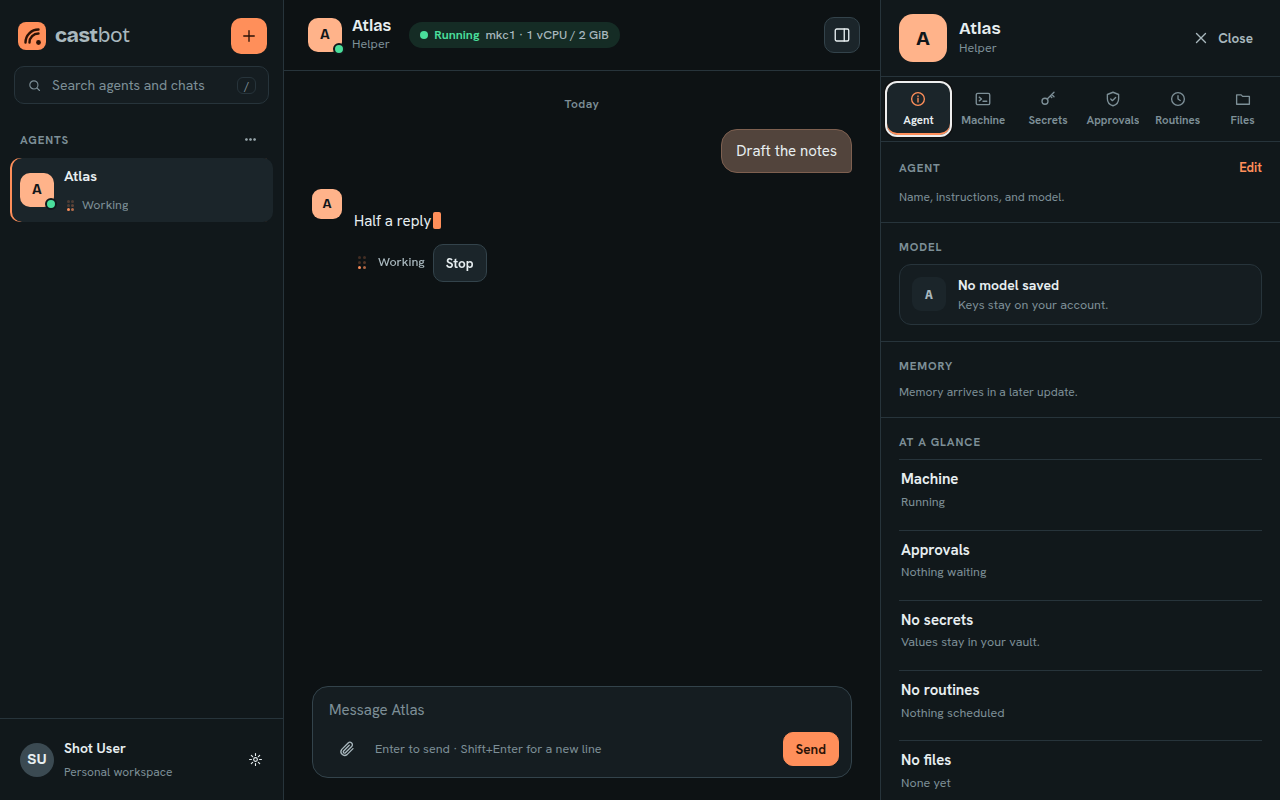 castbot
+
Search agents and chats
/
AGENTS
A
Atlas
Working
SU
Shot User
Personal workspace
A
Atlas
Helper
Running mkc1 · 1 vCPU / 2 GiB
Today
Draft the notes
A
Half a reply
Working
Stop
Message Atlas
Enter to send · Shift+Enter for a new line
Send
A
Atlas
Helper
Close
Agent
Machine
Secrets
Approvals
Routines
Files
AGENT
Edit
Name, instructions, and model.
MODEL
A
No model saved
Keys stay on your account.
MEMORY
Memory arrives in a later update.
AT A GLANCE
Machine
Running
Approvals
Nothing waiting
No secrets
Values stay in your vault.
No routines
Nothing scheduled
No files
None yet